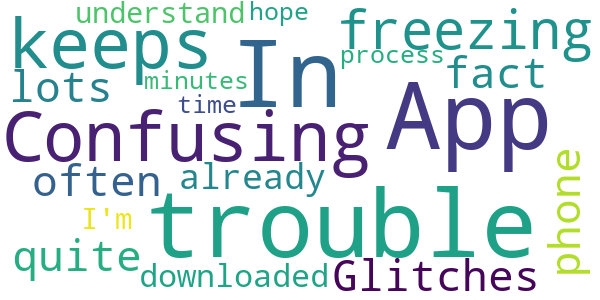 understand hope
keeps In freezing
process
lots minutes fact
time App
Confusing
often already
I'm trouble phone
quite downloaded Glitches